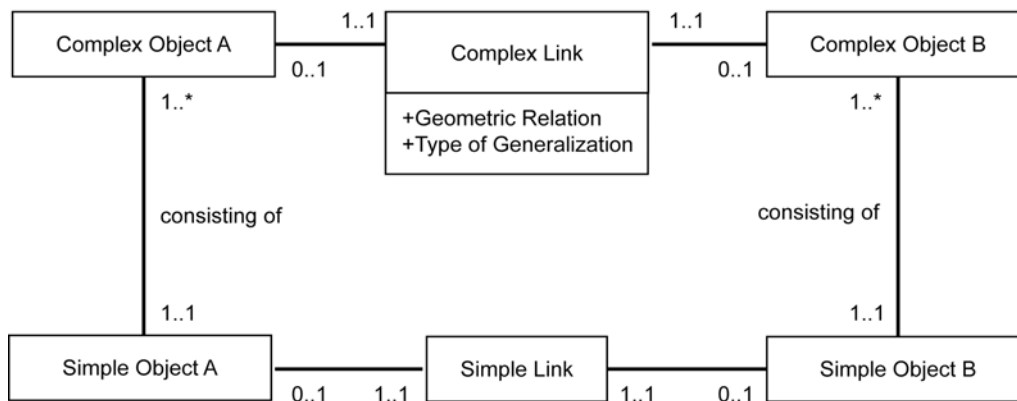 1..1
1..1
Complex Object A
Complex Link
Complex Object B
0..1
0..1
1..*
+Geometric Relation
+Type of Generalization
1..*
consisting of
consisting of
1..1
1..1
Simple Object A
Simple Link
Simple Object B
0..1
1..1
1..1
0..1